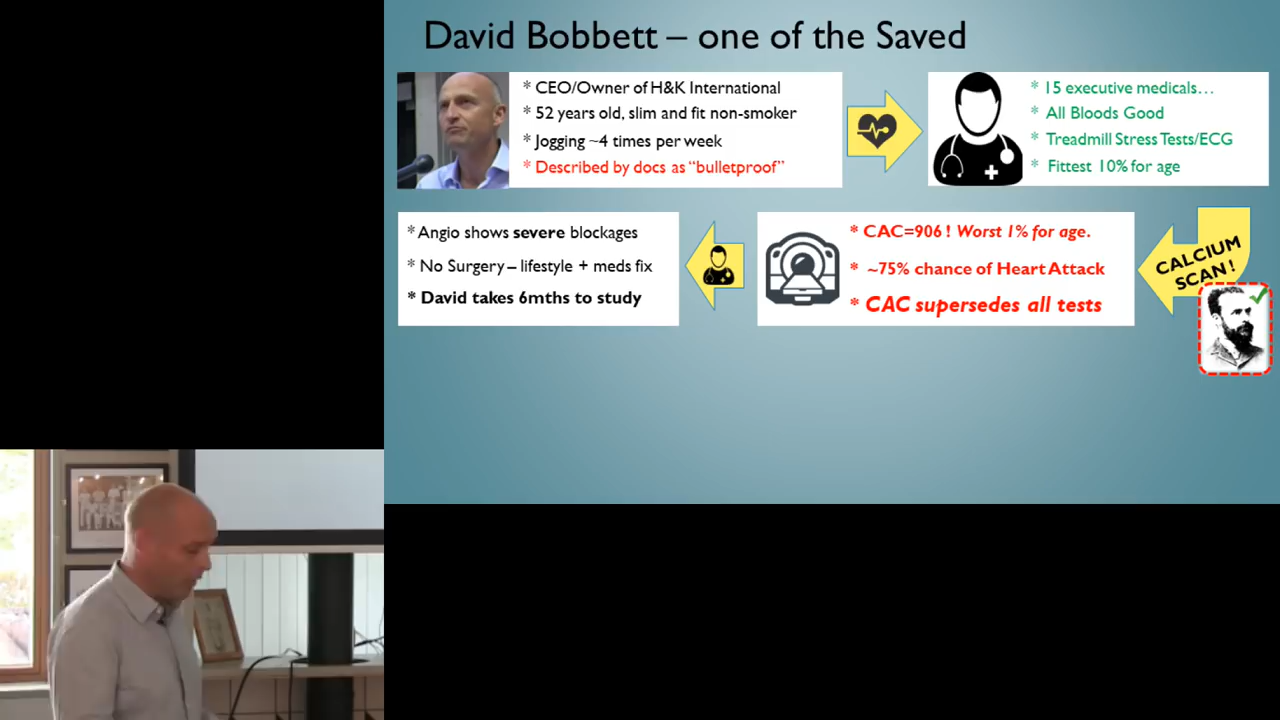 David Bobbett – one of the Saved
* CEO/Owner of H&K International
* 52 years old, slim and fit non-smoker
* Jogging ~4 times per week
* Described by docs as “bulletproof”
* 15 executive medicals…
* All Bloods Good
* Treadmill Stress Tests/ECG
* Fittest 10% for age
CALCIUM
SCAN!
* CAC=906! Worst 1% for age.
* ~75% chance of Heart Attack
* CAC supersedes all tests
* Angio shows severe blockages
* No Surgery – lifestyle + meds fix
* David takes 6mths to study